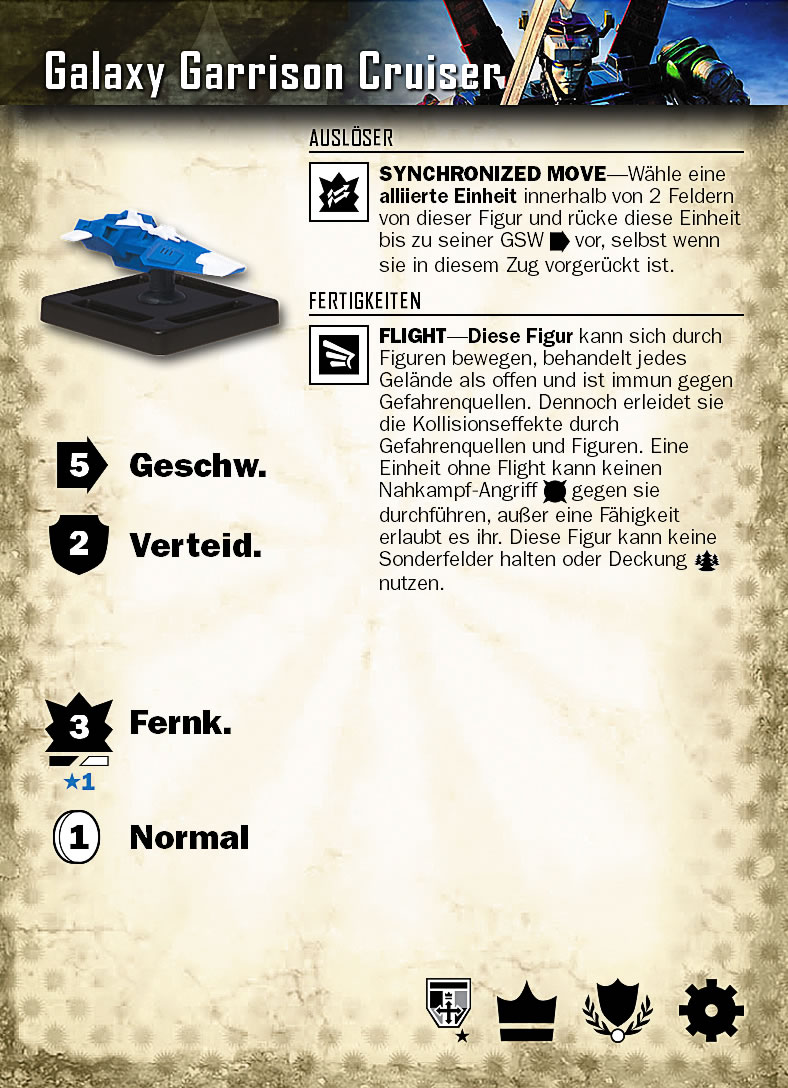 Galaxy Garrison Cruiser
AUSLÖSER
SYNCHRONIZED MOVE—Wähle eine
alliierte Einheit innerhalb von 2 Feldern
von dieser Figur und rücke diese Einheit
bis zu seiner GSW vor, selbst wenn
sie in diesem Zug vorgerückt ist.
FERTIGKEITEN
FLIGHT—Diese Figur kann sich durch
Figuren bewegen, behandelt jedes
Gelände als offen und ist immun gegen
Gefahrenquellen. Dennoch erleidet sie
die Kollisionseffekte durch
Gefahrenquellen und Figuren. Eine
Einheit ohne Flight kann keinen
Nahkampf-Angriff gegen sie
durchführen, außer eine Fähigkeit
erlaubt es ihr. Diese Figur kann keine
Sonderfelder halten oder Deckung
nutzen.
5 Geschw.
2 Verteid.
3 Fernk.
★1
1 Normal